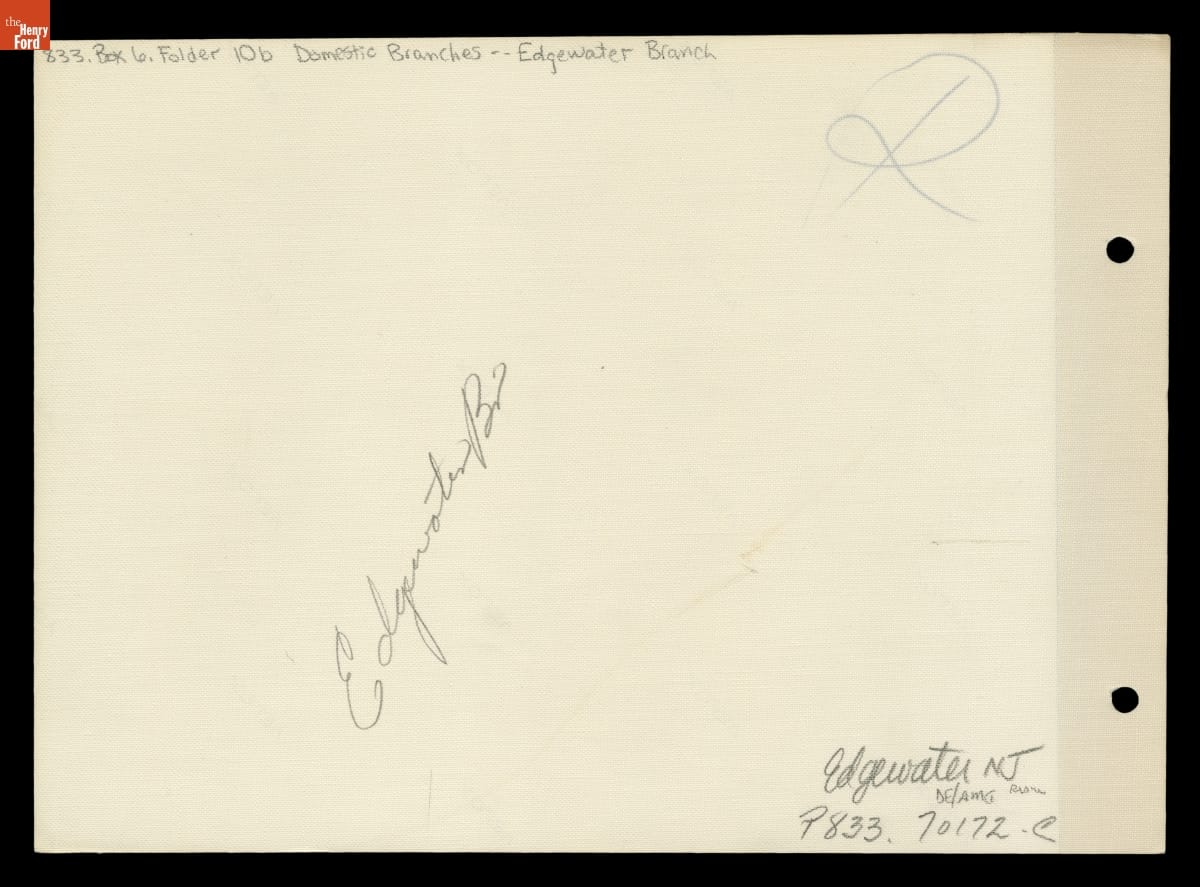 the
Henry
Ford
833. Box 6. Folder 10b Domestic Branches -- Edgewater Branch
Edgewater Br
Edgewater NJ
P833. 70172-C